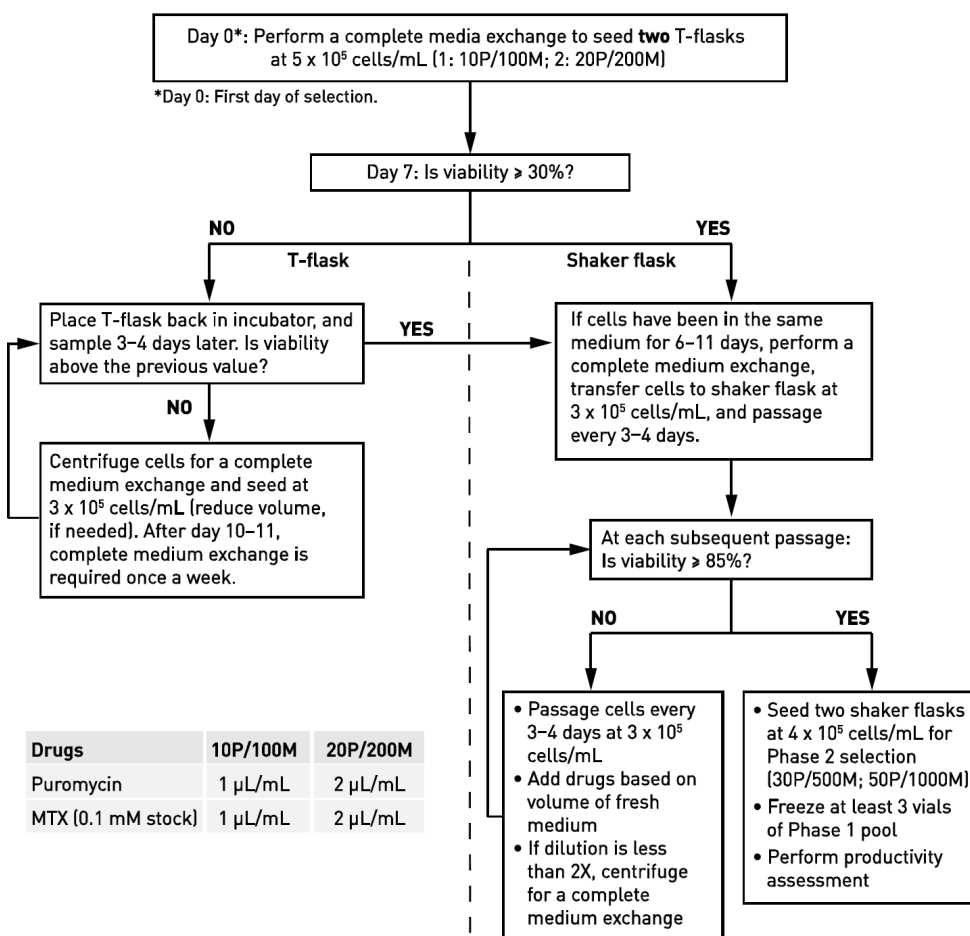 Day 0*: Perform a complete media exchange to seed two T-flasks
at 5 x 10⁵ cells/mL (1: 10P/100M; 2: 20P/200M)
*Day 0: First day of selection.
Day 7: Is viability ⩾ 30%?
NO
YES
T-flask
Shaker flask
Place T-flask back in incubator, and
sample 3–4 days later. Is viability
above the previous value?
YES
If cells have been in the same
medium for 6–11 days, perform a
complete medium exchange,
transfer cells to shaker flask at
3 x 10⁵ cells/mL, and passage
every 3–4 days.
NO
Centrifuge cells for a complete
medium exchange and seed at
3 x 10⁵ cells/mL (reduce volume,
if needed). After day 10–11,
complete medium exchange is
required once a week.
At each subsequent passage:
Is viability ⩾ 85%?
NO
YES
• Passage cells every
3–4 days at 3 x 10⁵
cells/mL
• Add drugs based on
volume of fresh
medium
• If dilution is less
than 2X, centrifuge
for a complete
medium exchange
• Seed two shaker flasks
at 4 x 10⁵ cells/mL for
Phase 2 selection
(30P/500M; 50P/1000M)
• Freeze at least 3 vials
of Phase 1 pool
• Perform productivity
assessment
Drugs 10P/100M 20P/200M
Puromycin 1 µL/mL 2 µL/mL
MTX (0.1 mM stock) 1 µL/mL 2 µL/mL